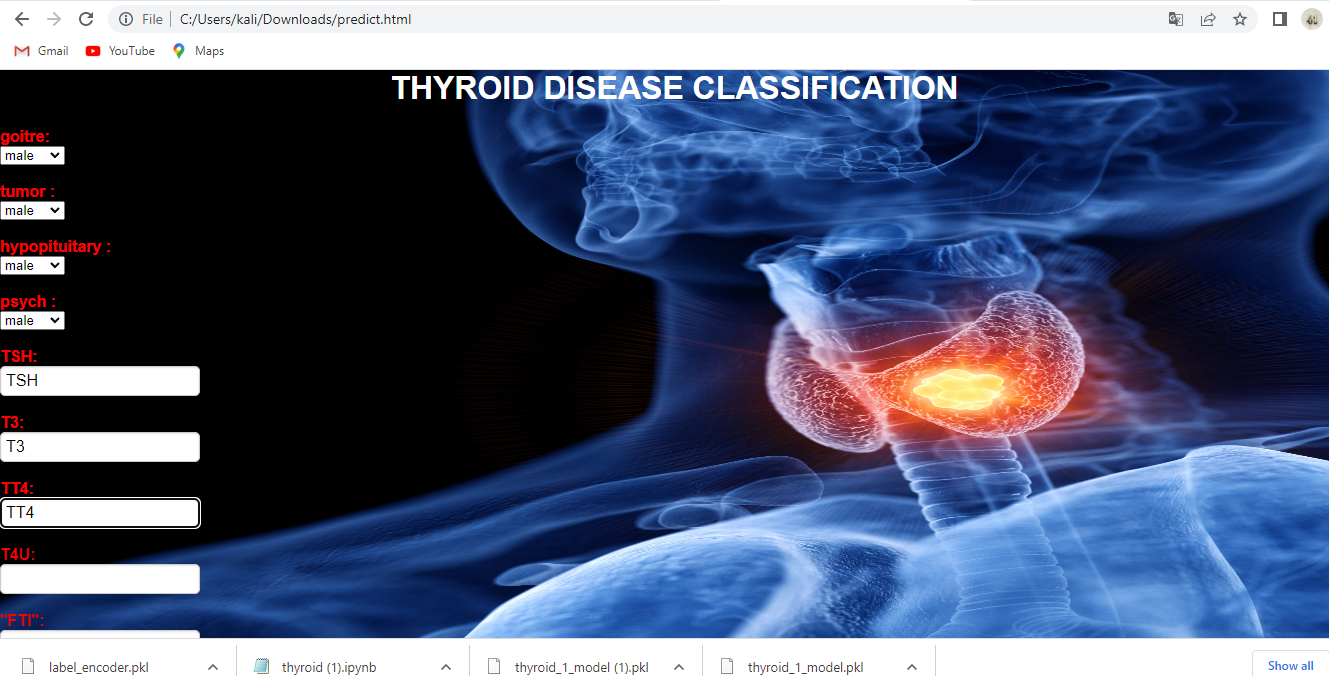 File | C:/Users/kali/Downloads/predict.html
Gmail YouTube Maps
THYROID DISEASE CLASSIFICATION
goitre:
male
tumor :
male
hypopituitary :
male
psych :
male
TSH:
TSH
T3:
T3
TT4:
TT4
T4U:
"FTI":
label_encoder.pkl thyroid (1).ipynb thyroid_1_model (1).pkl thyroid_1_model.pkl Show all